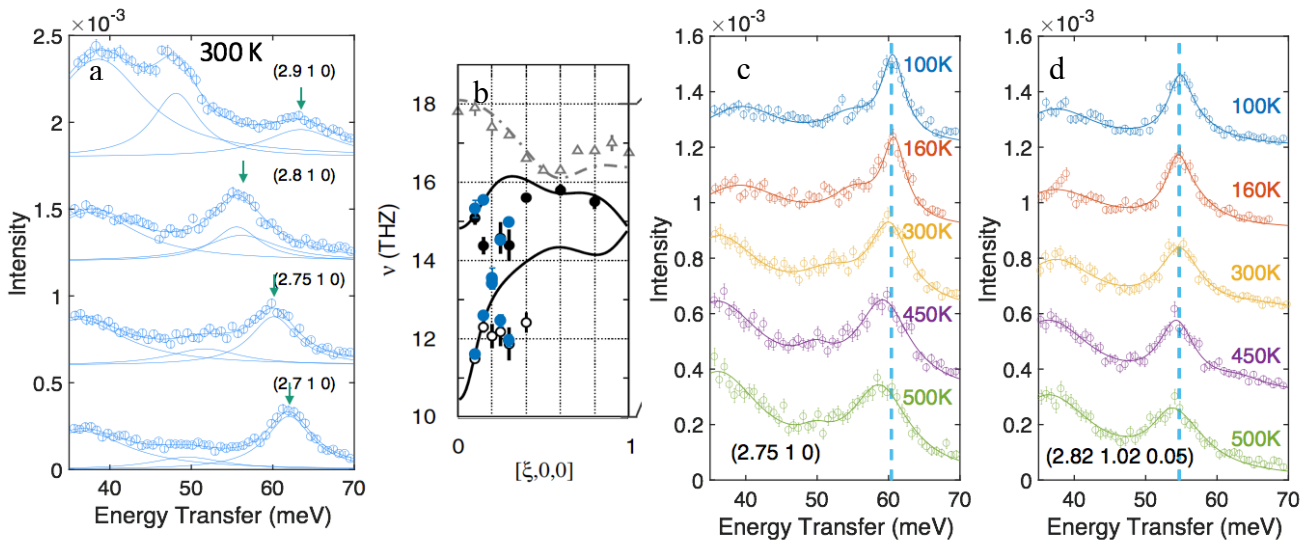 × 10⁻³
2.5
2
1.5
1
0.5
0
Intensity
a
300 K
(2.9 1 0)
(2.8 1 0)
(2.75 1 0)
(2.7 1 0)
40 50 60 70
Energy Transfer (meV)
b
18
16
14
12
10
ν (THZ)
0 1
[ξ,0,0]
× 10⁻³
1.6
1.4
1.2
1
0.8
0.6
0.4
0.2
0
Intensity
c
100K
160K
300K
450K
500K
(2.75 1 0)
40 50 60 70
Energy Transfer (meV)
× 10⁻³
1.6
1.4
1.2
1
0.8
0.6
0.4
0.2
0
Intensity
d
100K
160K
300K
450K
500K
(2.82 1.02 0.05)
40 50 60 70
Energy Transfer (meV)